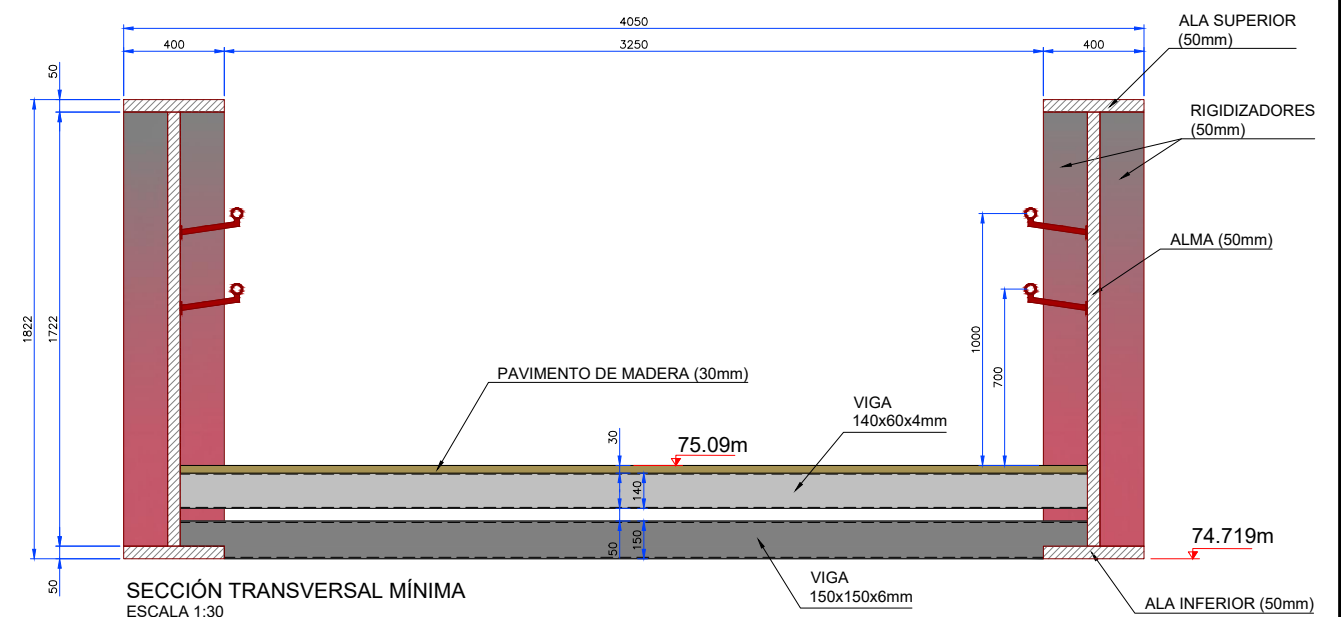 4050
400
3250
400
ALA SUPERIOR
(50mm)
50
RIGIDIZADORES
(50mm)
ALMA (50mm)
1822
1722
1000
700
PAVIMENTO DE MADERA (30mm)
VIGA
140x60x4mm
30
75.09m
140
50
150
74.719m
50
SECCIÓN TRANSVERSAL MÍNIMA
ESCALA 1:30
VIGA
150x150x6mm
ALA INFERIOR (50mm)